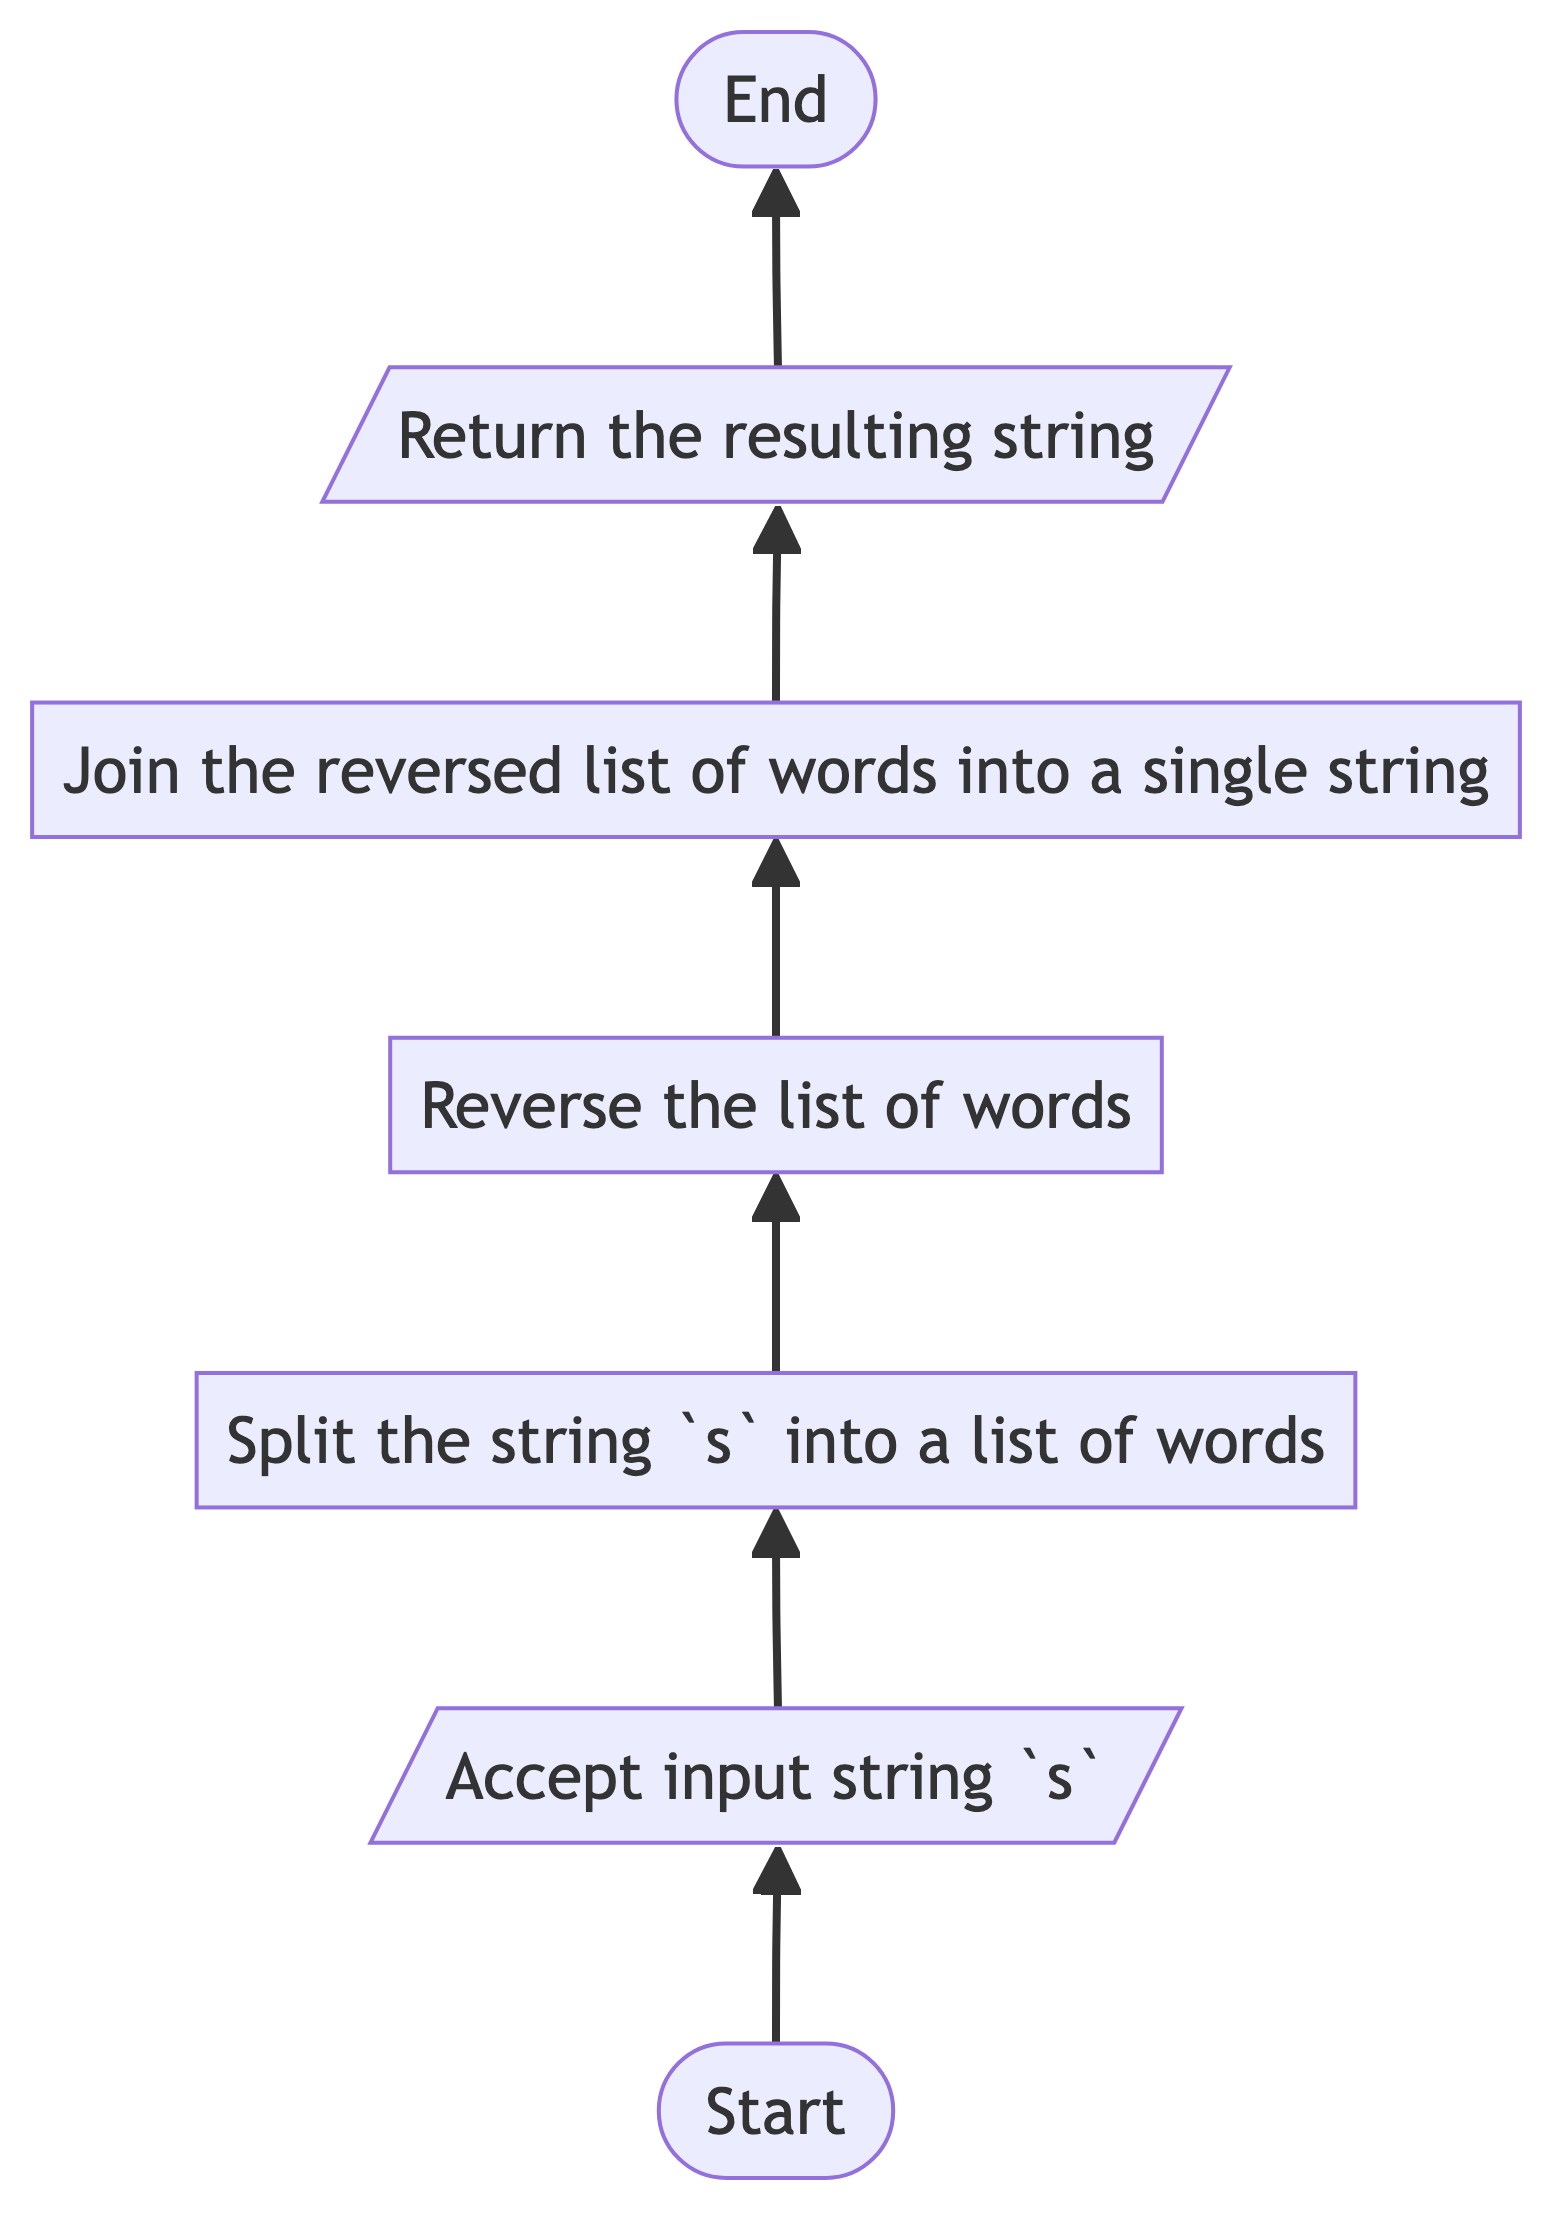 End
Return the resulting string
Join the reversed list of words into a single string
Reverse the list of words
Split the string `s` into a list of words
Accept input string `s`
Start